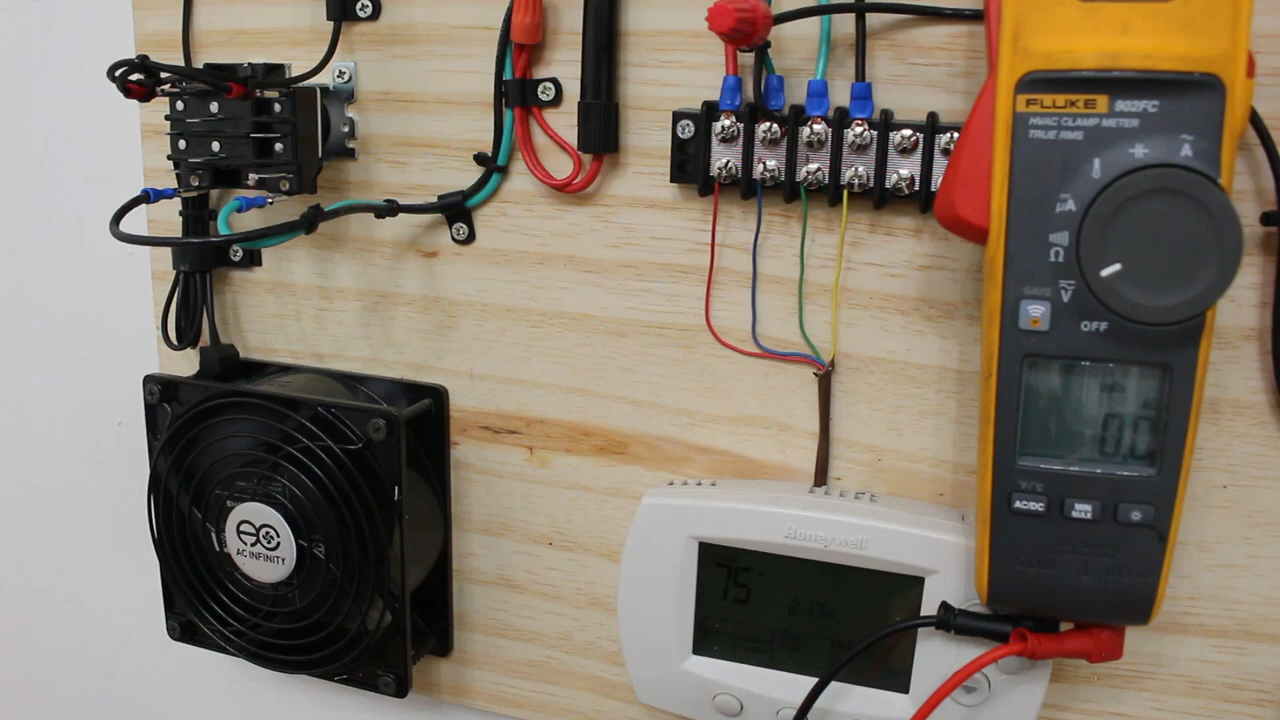 FLUKE 902FC
HVAC CLAMP METER
TRUE RMS
A
µA
Ω
V
SAVE
OFF
0.0
°F/°C
AC/DC
MIN
MAX
Honeywell
75°
AC INFINITY